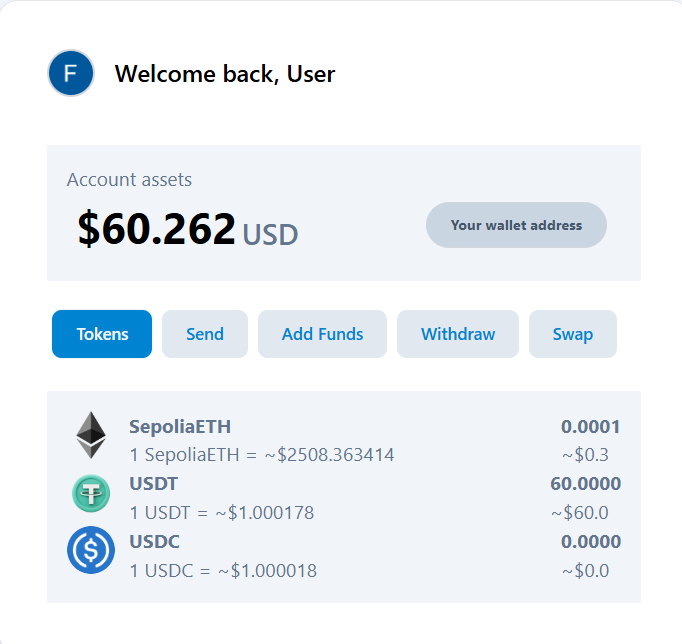 F
Welcome back, User
Account assets
$60.262 USD
Your wallet address
Tokens Send Add Funds Withdraw Swap
SepoliaETH 0.0001
1 SepoliaETH = ~$2508.363414 ~$0.3
USDT 60.0000
1 USDT = ~$1.000178 ~$60.0
USDC 0.0000
1 USDC = ~$1.000018 ~$0.0